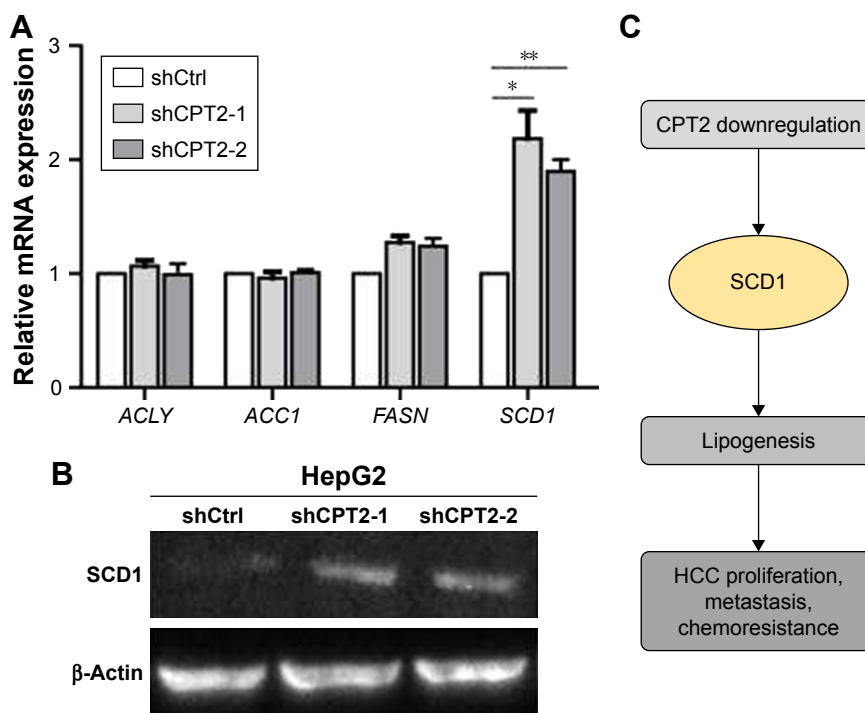 A
Relative mRNA expression
3
2
1
0
shCtrl
shCPT2-1
shCPT2-2
*
**
ACLY ACC1 FASN SCD1
B
HepG2
shCtrl shCPT2-1 shCPT2-2
SCD1
β-Actin
C
CPT2 downregulation
SCD1
Lipogenesis
HCC proliferation,
metastasis,
chemoresistance